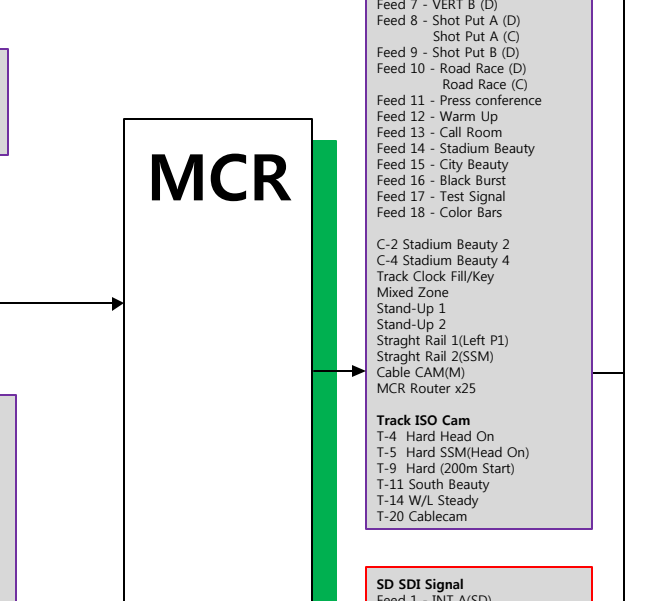 Feed 7 - VERT B (D)
Feed 8 - Shot Put A (D)
Shot Put A (C)
Feed 9 - Shot Put B (D)
Feed 10 - Road Race (D)
Road Race (C)
Feed 11 - Press conference
Feed 12 - Warm Up
Feed 13 - Call Room
Feed 14 - Stadium Beauty
Feed 15 - City Beauty
Feed 16 - Black Burst
Feed 17 - Test Signal
Feed 18 - Color Bars
MCR
C-2 Stadium Beauty 2
C-4 Stadium Beauty 4
Track Clock Fill/Key
Mixed Zone
Stand-Up 1
Stand-Up 2
Straght Rail 1(Left P1)
Straght Rail 2(SSM)
Cable CAM(M)
MCR Router x25
Track ISO Cam
T-4 Hard Head On
T-5 Hard SSM(Head On)
T-9 Hard (200m Start)
T-11 South Beauty
T-14 W/L Steady
T-20 Cablecam
SD SDI Signal
Feed 1 - INT A(SD)